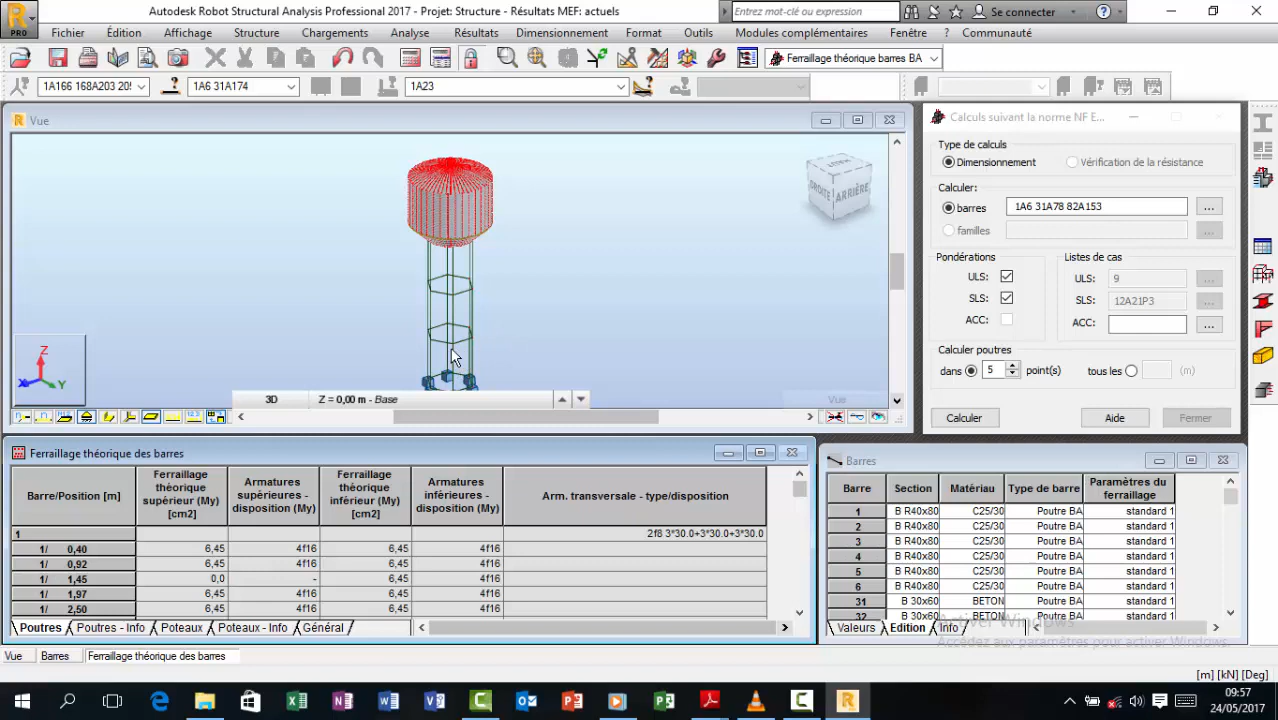 Autodesk Robot Structural Analysis Professional 2017 - Projet: Structure - Résultats MEF: actuels
Entrez mot-clé ou expression
Se connecter
PRO
Fichier Édition Affichage Structure Chargements Analyse Résultats Dimensionnement Format Outils Modules complémentaires Fenêtre Communauté
Ferraillage théorique barres BA
1A166 168A203 20 1A6 31A174 1A23
Vue
DROITE ARRIÈRE
Z
X Y
3D Z = 0,00 m - Base Vue
Calculs suivant la norme NF E...
Type de calculs
Dimensionnement Vérification de la résistance
Calculer:
barres 1A6 31A78 82A153 ...
familles ...
Pondérations Listes de cas
ULS: ULS: 9 ...
SLS: SLS: 12A21P3 ...
ACC: ACC: ...
Calculer poutres
dans 5 point(s) tous les (m)
Calculer Aide Fermer
Ferraillage théorique des barres
Barre/Position [m] Ferraillage théorique supérieur (My) [cm2] Armatures supérieures - disposition (My) Ferraillage théorique inférieur (My) [cm2] Armatures inférieures - disposition (My) Arm. transversale - type/disposition
1 2f8 3*30.0+3*30.0+3*30.0
1/ 0,40 6,45 4f16 6,45 4f16
1/ 0,92 6,45 4f16 6,45 4f16
1/ 1,45 0,0 - 6,45 4f16
1/ 1,97 6,45 4f16 6,45 4f16
1/ 2,50 6,45 4f16 6,45 4f16
Poutres Poutres - Info Poteaux Poteaux - Info Général
Barres
Barre Section Matériau Type de barre Paramètres du ferraillage
1 B R40x80 C25/30 Poutre BA standard 1
2 B R40x80 C25/30 Poutre BA standard 1
3 B R40x80 C25/30 Poutre BA standard 1
4 B R40x80 C25/30 Poutre BA standard 1
5 B R40x80 C25/30 Poutre BA standard 1
6 B R40x80 C25/30 Poutre BA standard 1
31 B 30x60 BETON Poutre BA standard 1
32 B 30x60 BETON Poutre BA standard 1
Valeurs Edition Info
Activer Windows
Accédez aux paramètres pour activer Windows.
Vue Barres Ferraillage théorique des barres
[m] [kN] [Deg]
09:57
24/05/2017